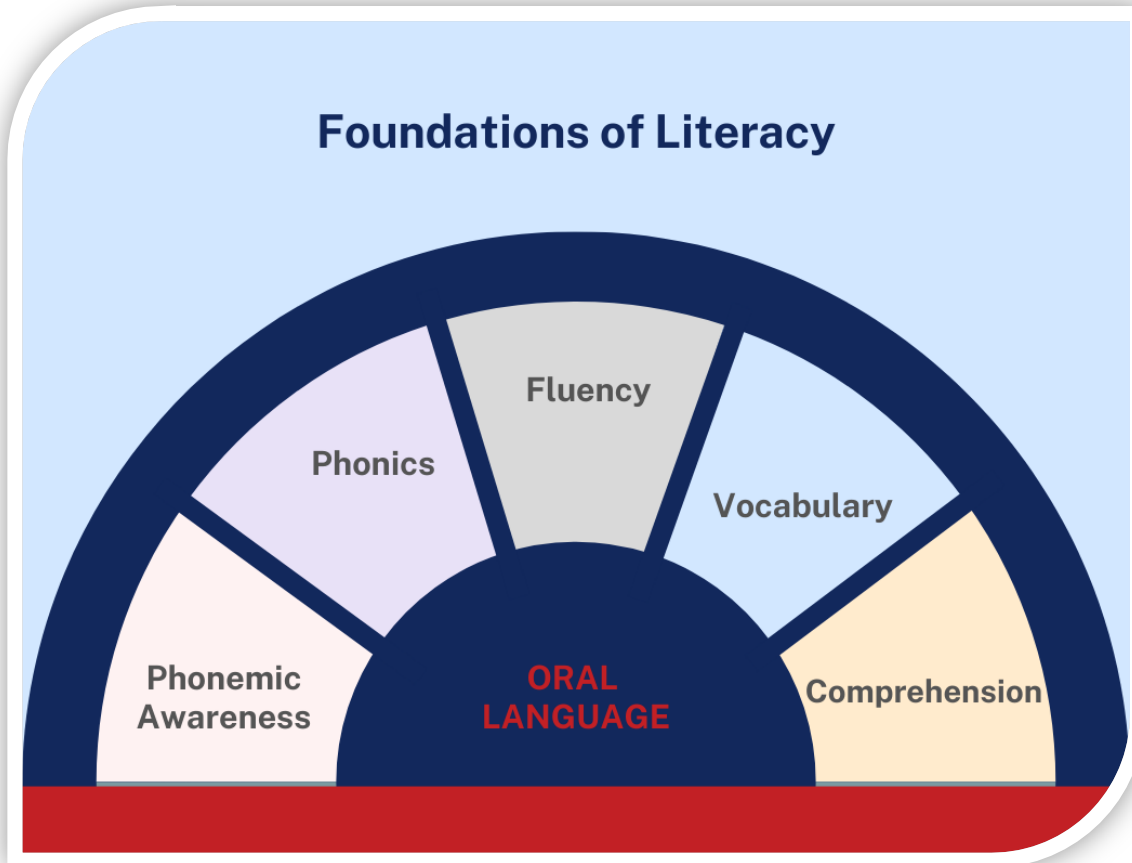 Foundations of Literacy
Fluency
Phonics
Vocabulary
Phonemic
Awareness
ORAL
LANGUAGE
Comprehension